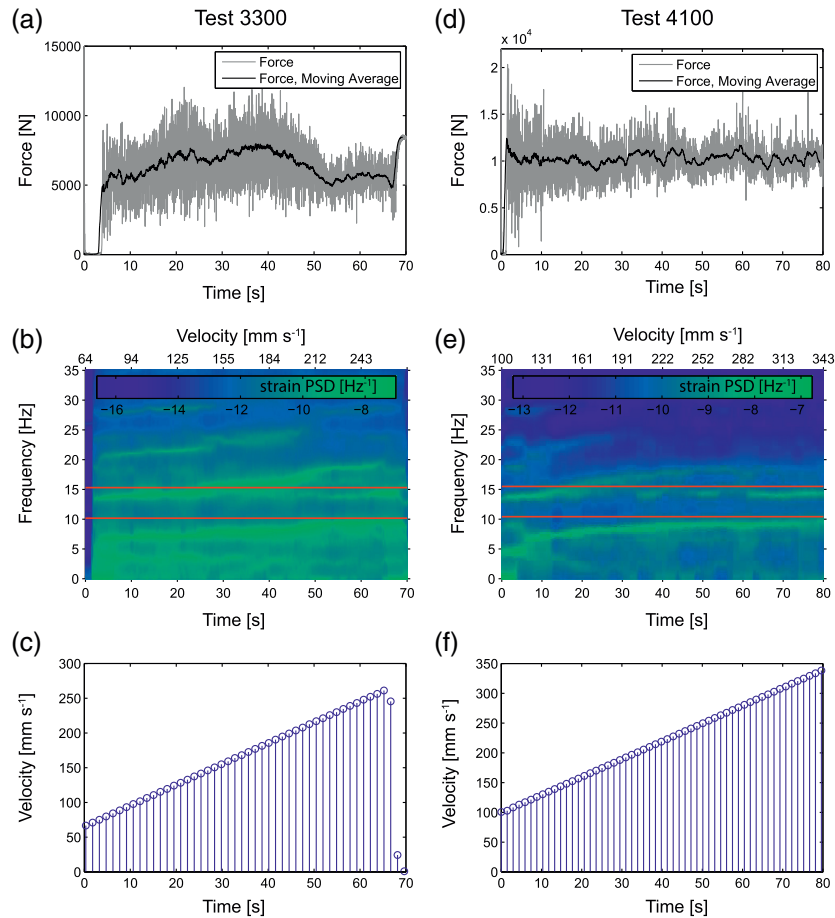 (a)
Test 3300
15000
10000
5000
0
Force [N]
Force
Force, Moving Average
0 10 20 30 40 50 60 70
Time [s]
(d)
Test 4100
x 10⁴
2
1.5
1
0.5
0
Force [N]
Force
Force, Moving Average
0 10 20 30 40 50 60 70 80
Time [s]
(b)
Velocity [mm s⁻¹]
64 94 125 155 184 212 243
35
30
25
20
15
10
5
0
Frequency [Hz]
strain PSD [Hz⁻¹]
−16 −14 −12 −10 −8
0 10 20 30 40 50 60 70
Time [s]
(e)
Velocity [mm s⁻¹]
100 131 161 191 222 252 282 313 343
35
30
25
20
15
10
5
0
Frequency [Hz]
strain PSD [Hz⁻¹]
−13 −12 −11 −10 −9 −8 −7
0 10 20 30 40 50 60 70 80
Time [s]
(c)
300
250
200
150
100
50
0
Velocity [mm s⁻¹]
0 10 20 30 40 50 60 70
Time [s]
(f)
350
300
250
200
150
100
50
0
Velocity [mm s⁻¹]
0 10 20 30 40 50 60 70 80
Time [s]